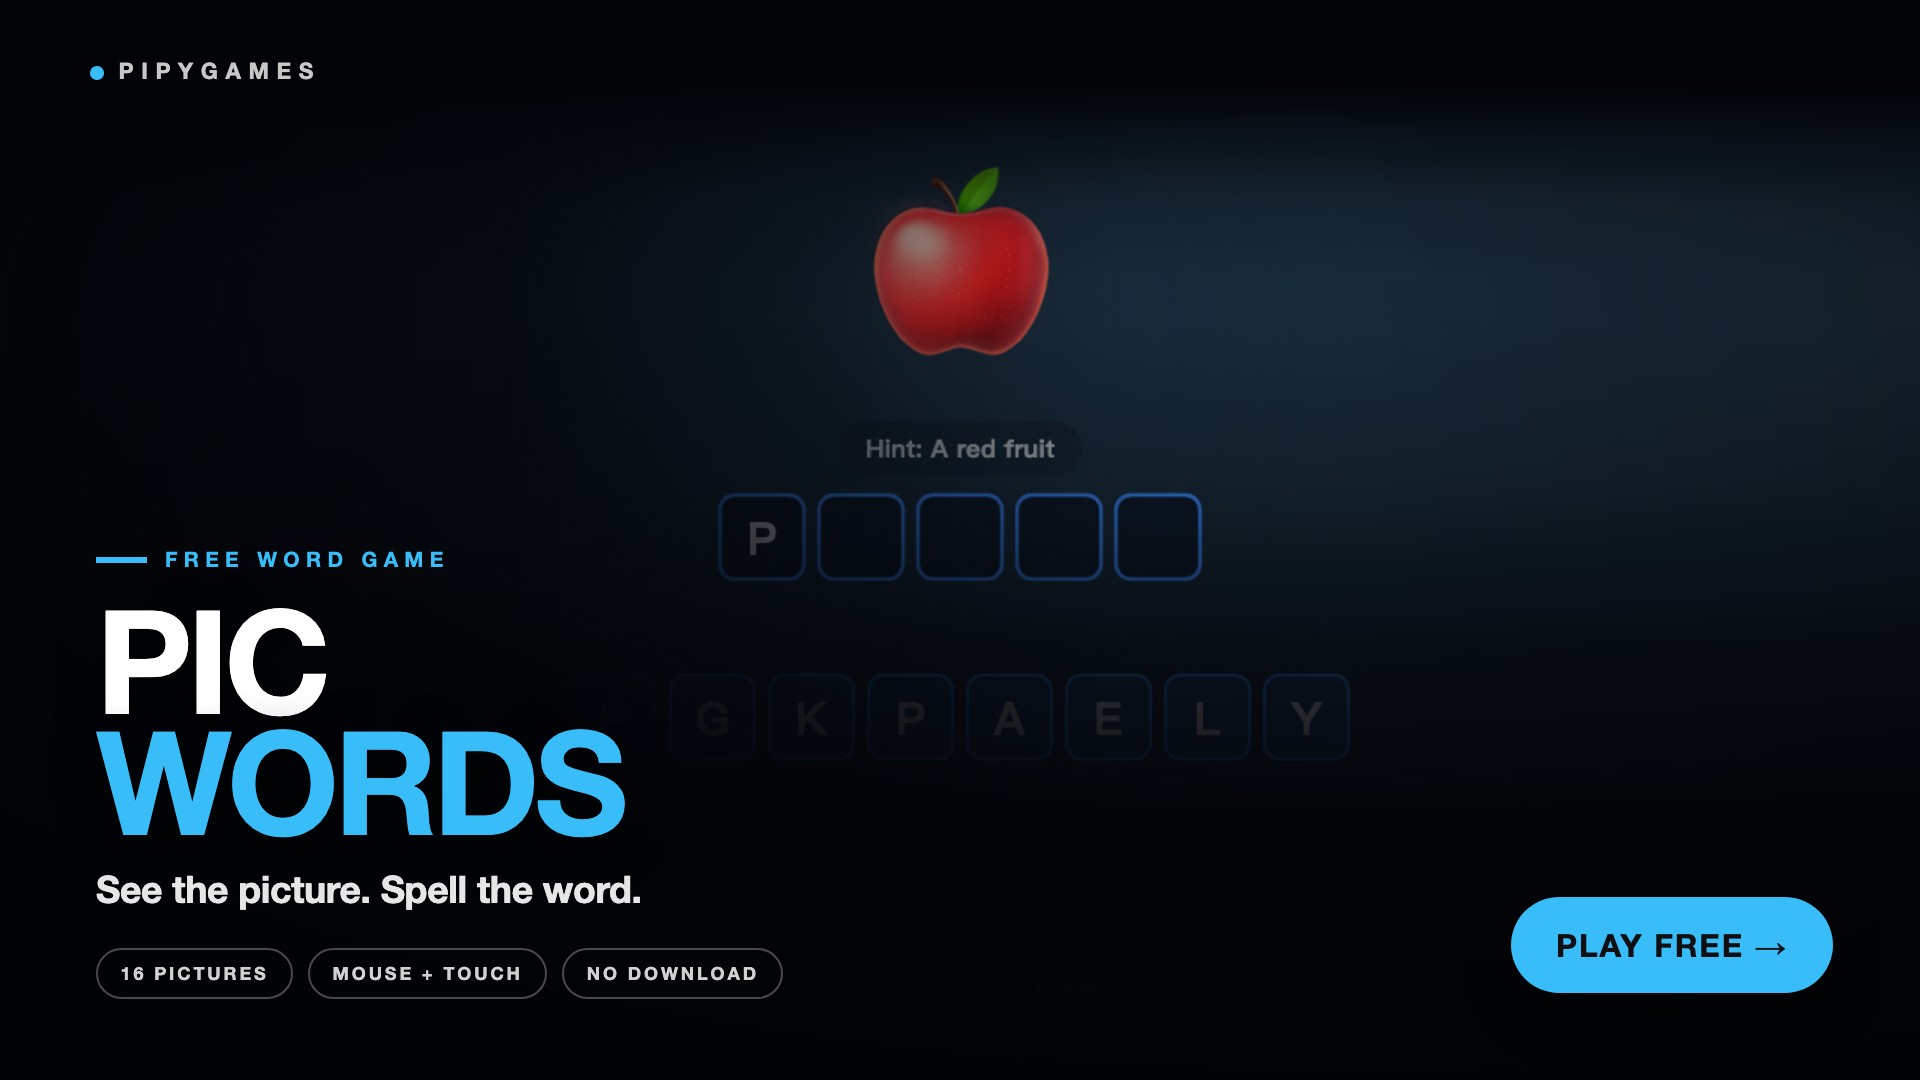 PIPYGAMES
Hint: A red fruit
P
FREE WORD GAME
PIC
P G K P A E L Y
WORDS
See the picture. Spell the word.
16 PICTURES
MOUSE + TOUCH
NO DOWNLOAD
PLAY FREE →